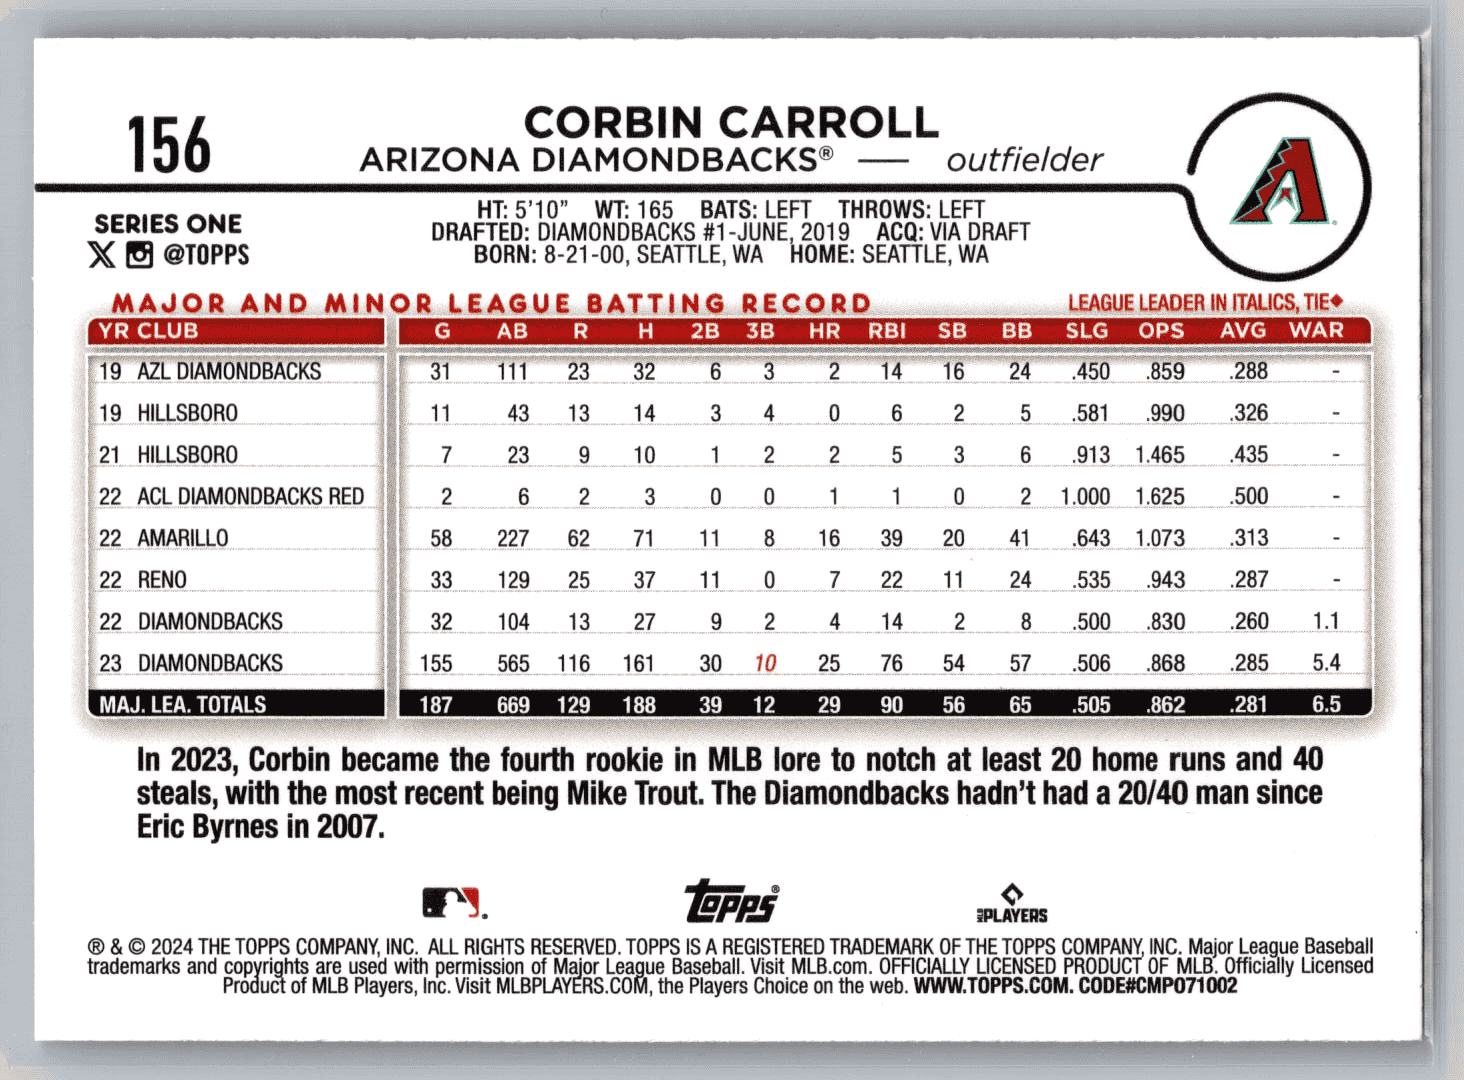 156
CORBIN CARROLL
ARIZONA DIAMONDBACKS® — outfielder
SERIES ONE
@TOPPS
HT: 5'10" WT: 165 BATS: LEFT THROWS: LEFT
DRAFTED: DIAMONDBACKS #1-JUNE, 2019 ACQ: VIA DRAFT
BORN: 8-21-00, SEATTLE, WA HOME: SEATTLE, WA
MAJOR AND MINOR LEAGUE BATTING RECORD LEAGUE LEADER IN ITALICS, TIE◆
YR CLUB G AB R H 2B 3B HR RBI SB BB SLG OPS AVG WAR
19 AZL DIAMONDBACKS 31 111 23 32 6 3 2 14 16 24 .450 .859 .288 -
19 HILLSBORO 11 43 13 14 3 4 0 6 2 5 .581 .990 .326 -
21 HILLSBORO 7 23 9 10 1 2 2 5 3 6 .913 1.465 .435 -
22 ACL DIAMONDBACKS RED 2 6 2 3 0 0 1 1 0 2 1.000 1.625 .500 -
22 AMARILLO 58 227 62 71 11 8 16 39 20 41 .643 1.073 .313 -
22 RENO 33 129 25 37 11 0 7 22 11 24 .535 .943 .287 -
22 DIAMONDBACKS 32 104 13 27 9 2 4 14 2 8 .500 .830 .260 1.1
23 DIAMONDBACKS 155 565 116 161 30 10 25 76 54 57 .506 .868 .285 5.4
MAJ. LEA. TOTALS 187 669 129 188 39 12 29 90 56 65 .505 .862 .281 6.5
In 2023, Corbin became the fourth rookie in MLB lore to notch at least 20 home runs and 40
steals, with the most recent being Mike Trout. The Diamondbacks hadn't had a 20/40 man since
Eric Byrnes in 2007.
Topps®
MLB PLAYERS
® & © 2024 THE TOPPS COMPANY, INC. ALL RIGHTS RESERVED. TOPPS IS A REGISTERED TRADEMARK OF THE TOPPS COMPANY, INC. Major League Baseball
trademarks and copyrights are used with permission of Major League Baseball. Visit MLB.com. OFFICIALLY LICENSED PRODUCT OF MLB. Officially Licensed
Product of MLB Players, Inc. Visit MLBPLAYERS.COM, the Players Choice on the web. WWW.TOPPS.COM. CODE#CMP071002